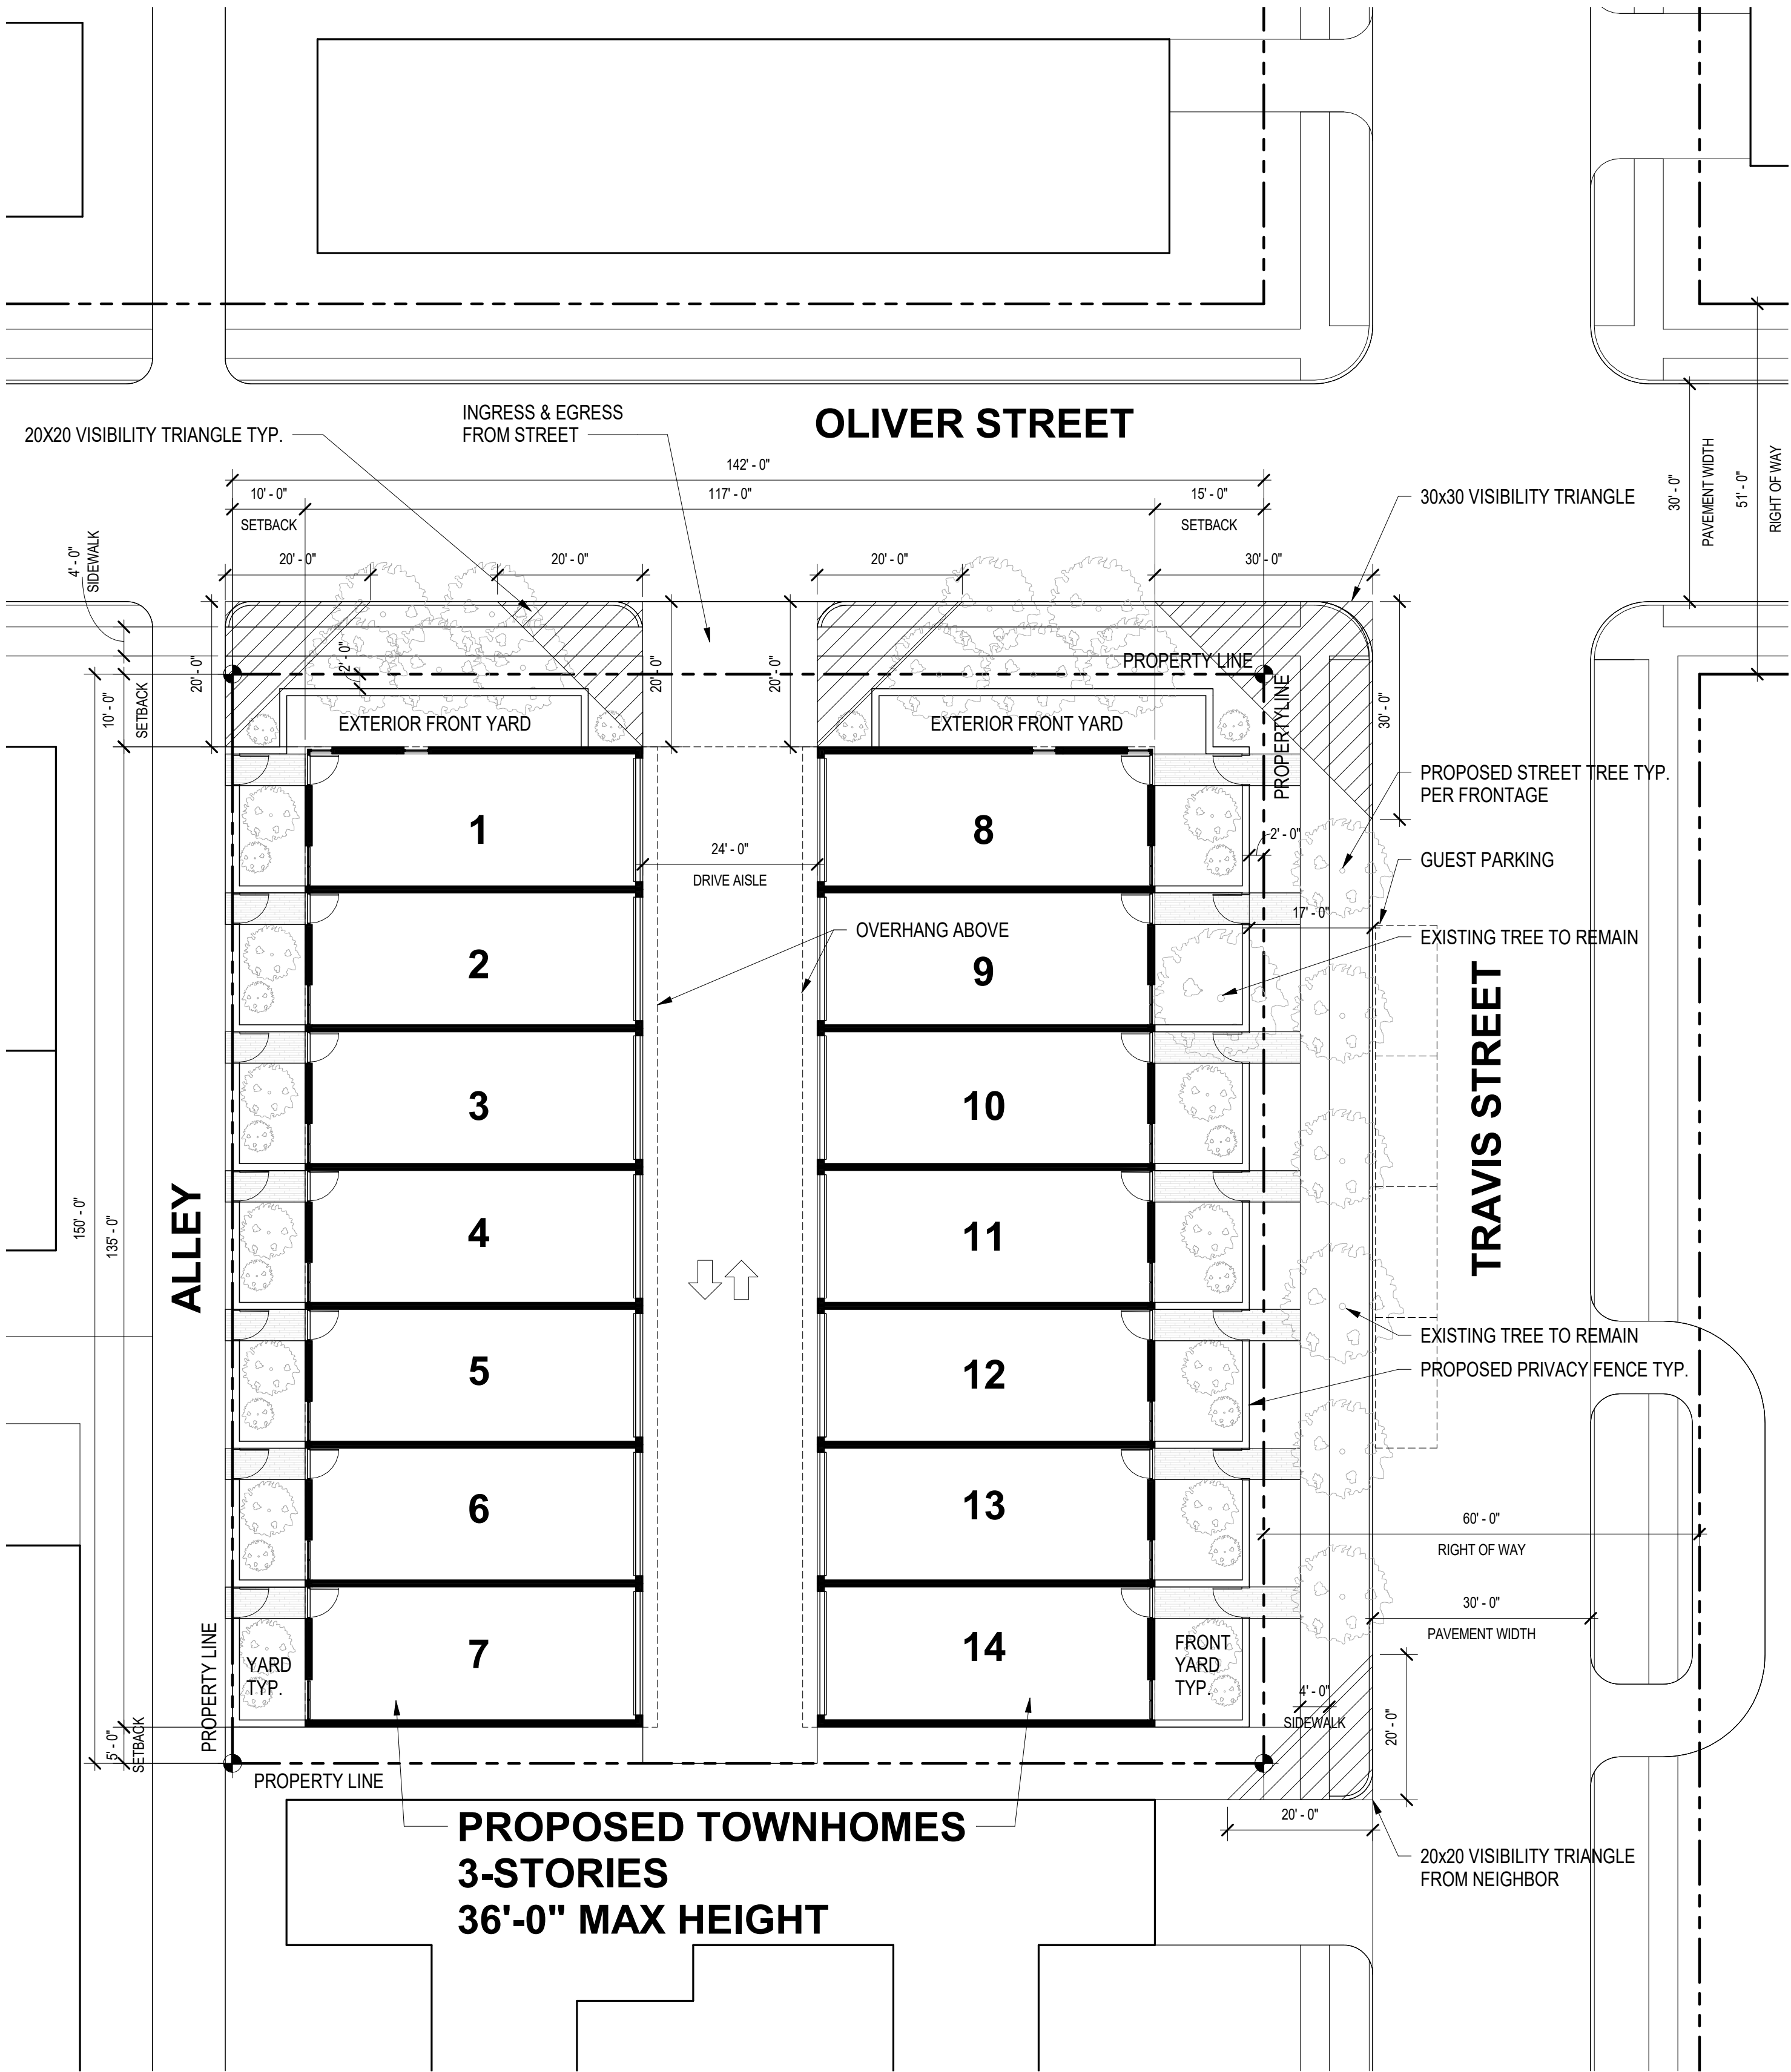 OLIVER STREET
INGRESS & EGRESS
FROM STREET
20X20 VISIBILITY TRIANGLE TYP.
142' - 0"
10' - 0"
117' - 0"
15' - 0"
SETBACK
SETBACK
30x30 VISIBILITY TRIANGLE
30' - 0"
PAVEMENT WIDTH
51' - 0"
RIGHT OF WAY
4' - 0"
SIDEWALK
20' - 0"
20' - 0"
20' - 0"
30' - 0"
20' - 0"
2' - 0"
20' - 0"
20' - 0"
PROPERTY LINE
PROPERTYLINE
30' - 0"
10' - 0"
SETBACK
EXTERIOR FRONT YARD
EXTERIOR FRONT YARD
PROPOSED STREET TREE TYP.
PER FRONTAGE
1
8
2' - 0"
24' - 0"
DRIVE AISLE
GUEST PARKING
17' - 0"
OVERHANG ABOVE
EXISTING TREE TO REMAIN
2
9
3
10
TRAVIS STREET
150' - 0"
135' - 0"
ALLEY
4
11
EXISTING TREE TO REMAIN
PROPOSED PRIVACY FENCE TYP.
5
12
6
13
60' - 0"
RIGHT OF WAY
30' - 0"
PAVEMENT WIDTH
PROPERTY LINE
YARD
TYP.
7
14
FRONT
YARD
TYP.
4' - 0"
SIDEWALK
20' - 0"
5' - 0"
SETBACK
PROPERTY LINE
20' - 0"
PROPOSED TOWNHOMES
3-STORIES
36'-0" MAX HEIGHT
20x20 VISIBILITY TRIANGLE
FROM NEIGHBOR